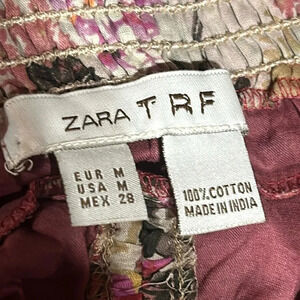 ZARA TRF
EUR M
USA M
MEX 28
100% COTTON
MADE IN INDIA